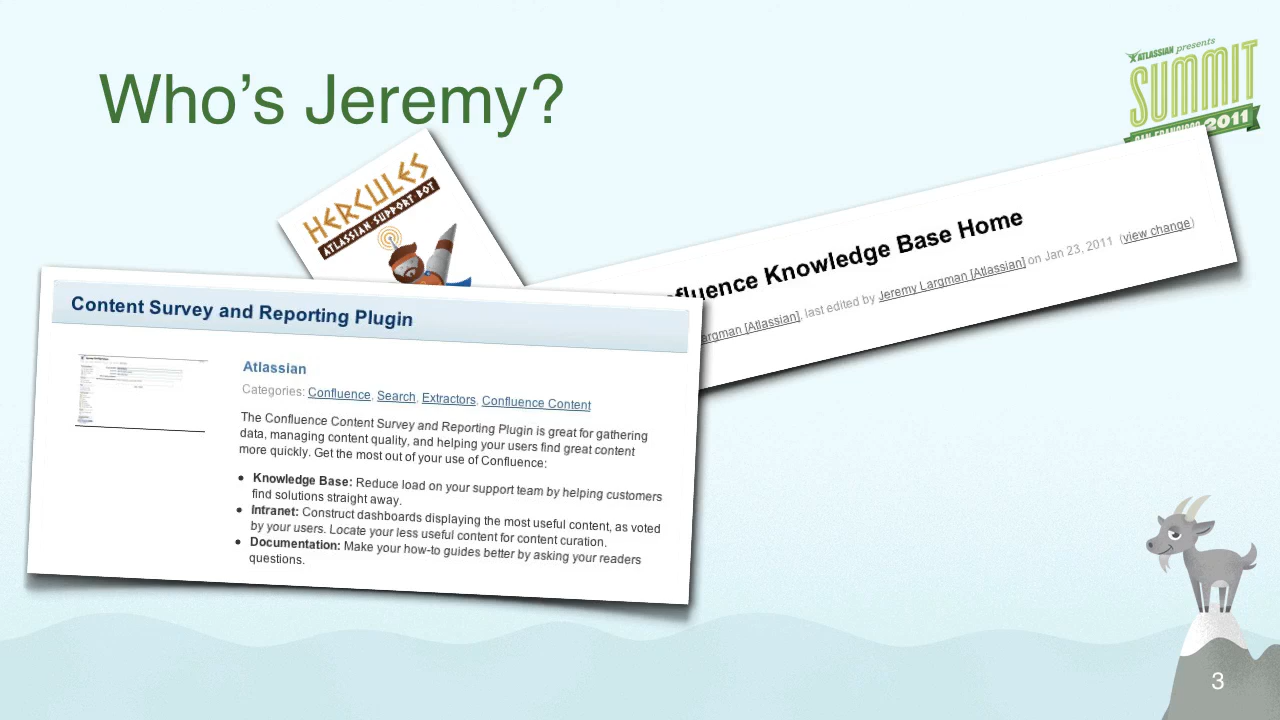 Who's Jeremy?
ATLASSIAN presents
SUMMIT
SAN FRANCISCO 2011
HERCULES
ATLASSIAN SUPPORT BOT
Knowledge Base Home
[Atlassian], last edited by Jeremy Largman [Atlassian] on Jan 23, 2011 (view change)
Content Survey and Reporting Plugin
Atlassian
Categories: Confluence, Search, Extractors, Confluence Content
The Confluence Content Survey and Reporting Plugin is great for gathering
data, managing content quality, and helping your users find great content
more quickly. Get the most out of your use of Confluence:
• Knowledge Base: Reduce load on your support team by helping customers
find solutions straight away.
• Intranet: Construct dashboards displaying the most useful content, as voted
by your users. Locate your less useful content for content curation.
• Documentation: Make your how-to guides better by asking your readers
questions.
3